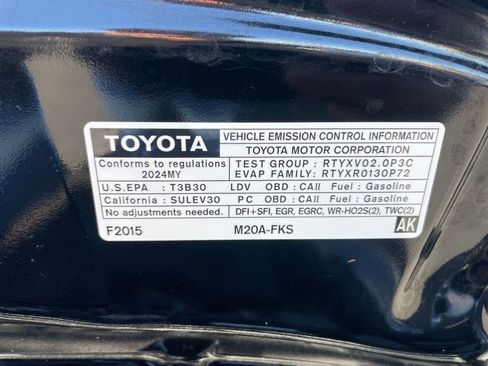 TOYOTA
VEHICLE EMISSION CONTROL INFORMATION
TOYOTA MOTOR CORPORATION
Conforms to regulations
2024MY
TEST GROUP : RTYXV02.0P3C
EVAP FAMILY: RTYXR0130P72
U.S.EPA : T3B30 LDV OBD : CAII Fuel : Gasoline
California : SULEV30 PC OBD : CAII Fuel : Gasoline
No adjustments needed. DFI+SFI, EGR, EGRC, WR-HO2S(2), TWC(2)
F2015 M20A-FKS AK